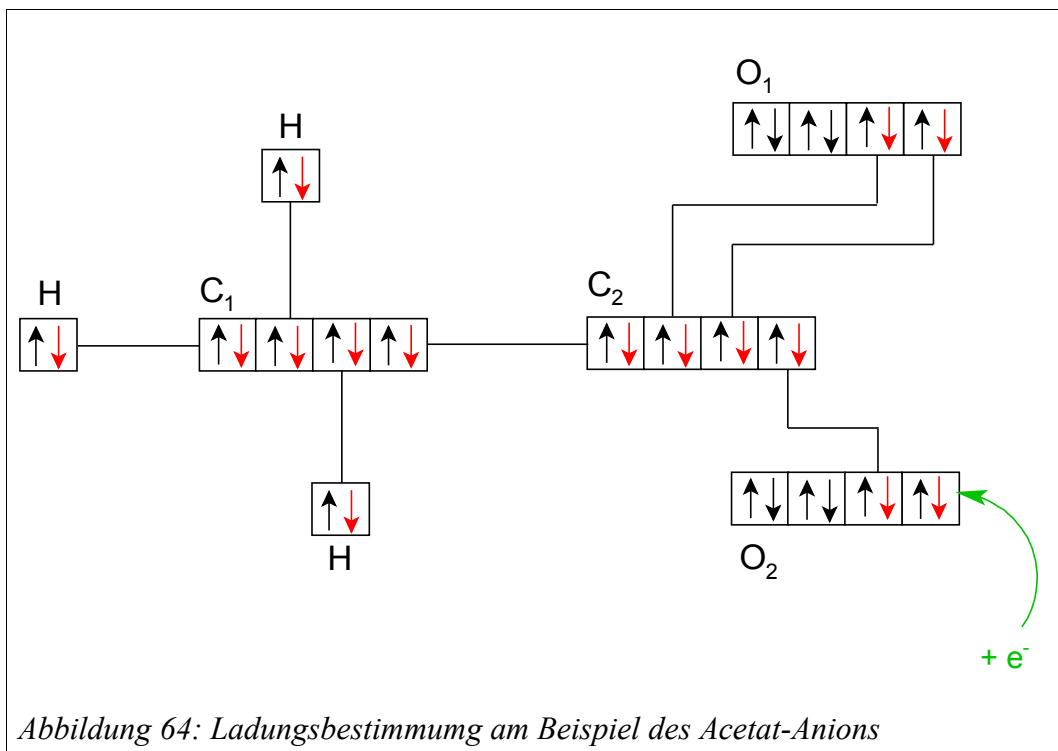 O₁
H
H
C₁
C₂
H
O₂
+ e⁻
Abbildung 64: Ladungsbestimmumg am Beispiel des Acetat-Anions